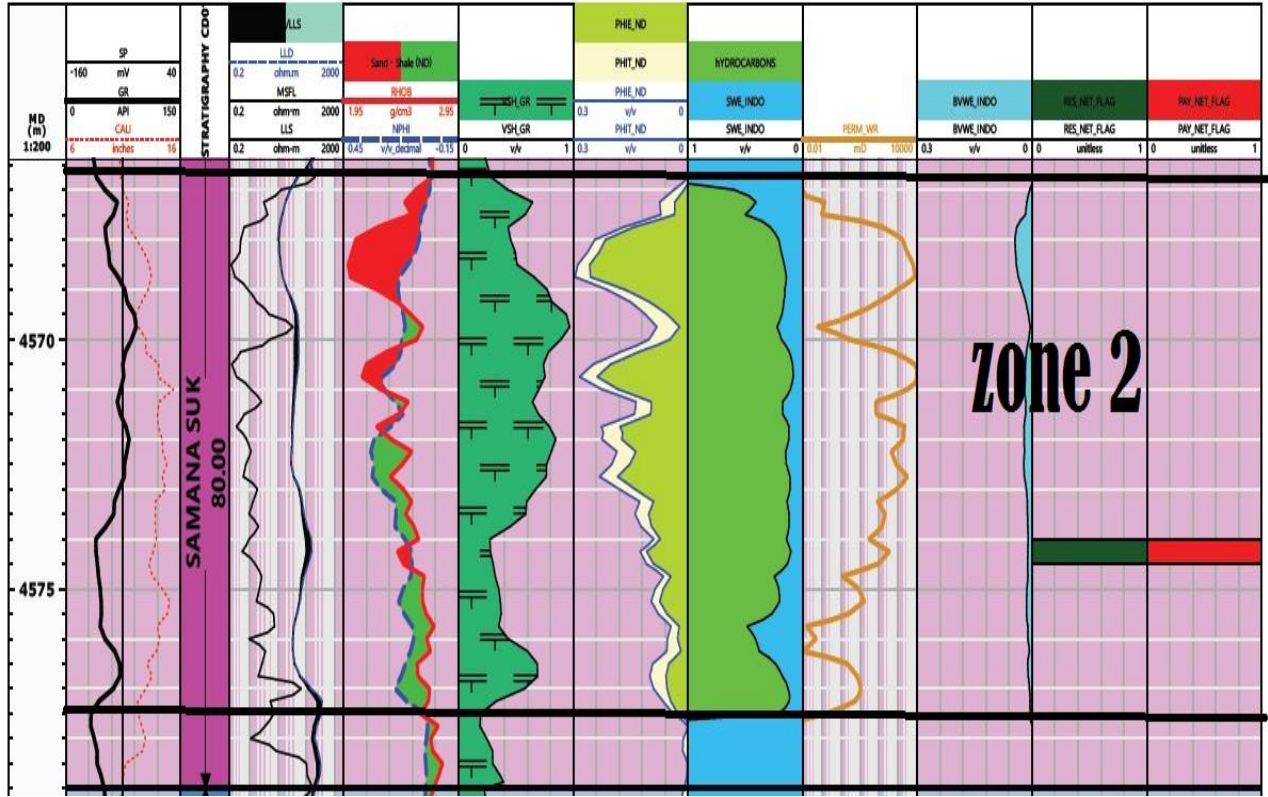 MD
(m)
1:200
SP
-160 mV 40
GR
0 API 150
CALI
6 inches 16
STRATIGRAPHY CDOT
/LLS
LLD
0.2 ohm.m 2000
MSFL
0.2 ohm-m 2000
LLS
0.2 ohm-m 2000
Sand - Shale (ND)
RHOB
1.95 g/cm3 2.95
NPHI
0.45 v/v_decimal -0.15
VSH_GR
VSH_GR
0 v/v 1
PHIE_ND
PHIT_ND
PHIE_ND
0.3 v/v 0
PHIT_ND
0.3 v/v 0
hYDROCARBONS
SWE_INDO
SWE_INDO
1 v/v 0
PERM_WR
0.01 mD 10000
BVWE_INDO
BVWE_INDO
0.3 v/v 0
RES_NET_FLAG
RES_NET_FLAG
0 unitless 1
PAY_NET_FLAG
PAY_NET_FLAG
0 unitless 1
4570
zone 2
SAMANA SUK
80.00
4575